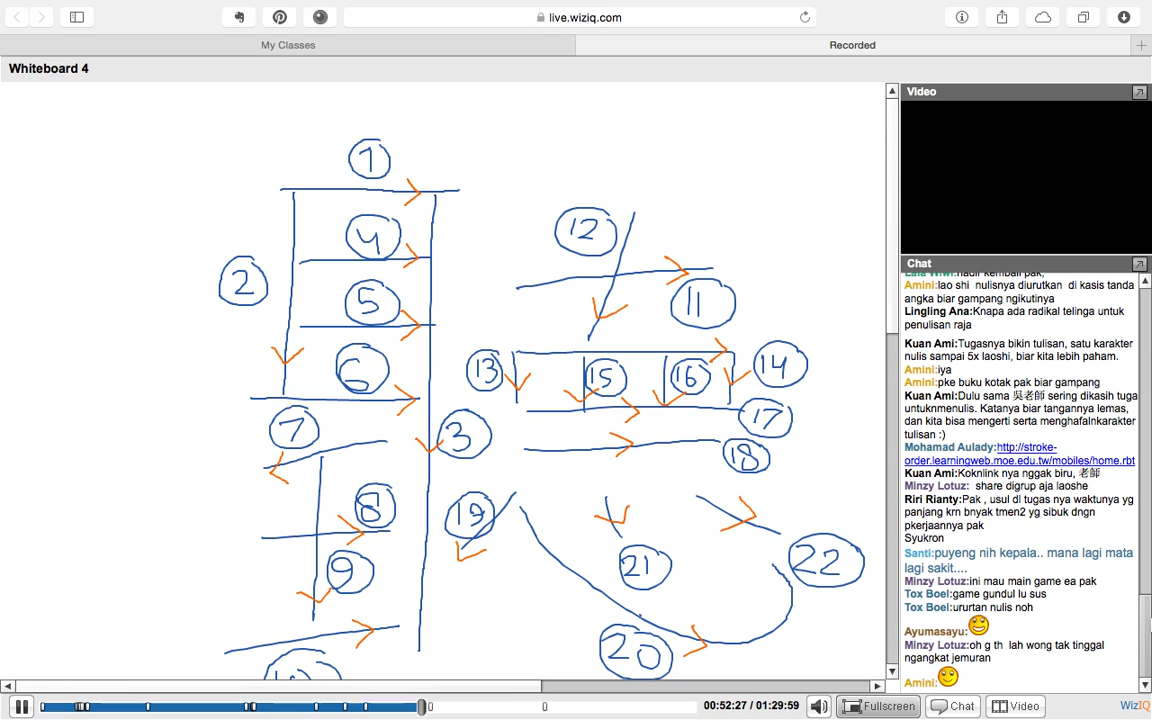 live.wiziq.com
My Classes
Recorded
Whiteboard 4
1
4
2
5
6
7
3
8
9
12
11
13
15
16
14
17
18
19
21
22
20
Video
Chat
hadir kembali pak,
Amini:lao shi nulisnya diurutkan di kasis tanda
angka biar gampang ngikutinya
Lingling Ana:Knapa ada radikal telinga untuk
penulisan raja
Kuan Ami:Tugasnya bikin tulisan, satu karakter
nulis sampai 5x laoshi, biar kita lebih paham.
Amini:iya
Amini:pke buku kotak pak biar gampang
Kuan Ami:Dulu sama 吳老師 sering dikasih tuga
untuknmenulis. Katanya biar tangannya lemas,
dan kita bisa mengerti serta menghafalnkarakter
tulisan :)
Mohamad Aulady:http://stroke-
order.learningweb.moe.edu.tw/mobiles/home.rbt
Kuan Ami:Koknlink nya nggak biru, 老師
Minzy Lotuz: share digrup aja laoshe
Riri Rianty:Pak , usul dl tugas nya waktunya yg
panjang krn bnyak tmen2 yg sibuk dngn
pkerjaannya pak
Syukron
Santi:puyeng nih kepala.. mana lagi mata
lagi sakit....
Minzy Lotuz:ini mau main game ea pak
Tox Boel:game gundul lu sus
Tox Boel:ururtan nulis noh
Ayumasayu:
Minzy Lotuz:oh g th lah wong tak tinggal
ngangkat jemuran
Amini:
00:52:27 / 01:29:59
Fullscreen
Chat
Video
WizIQ